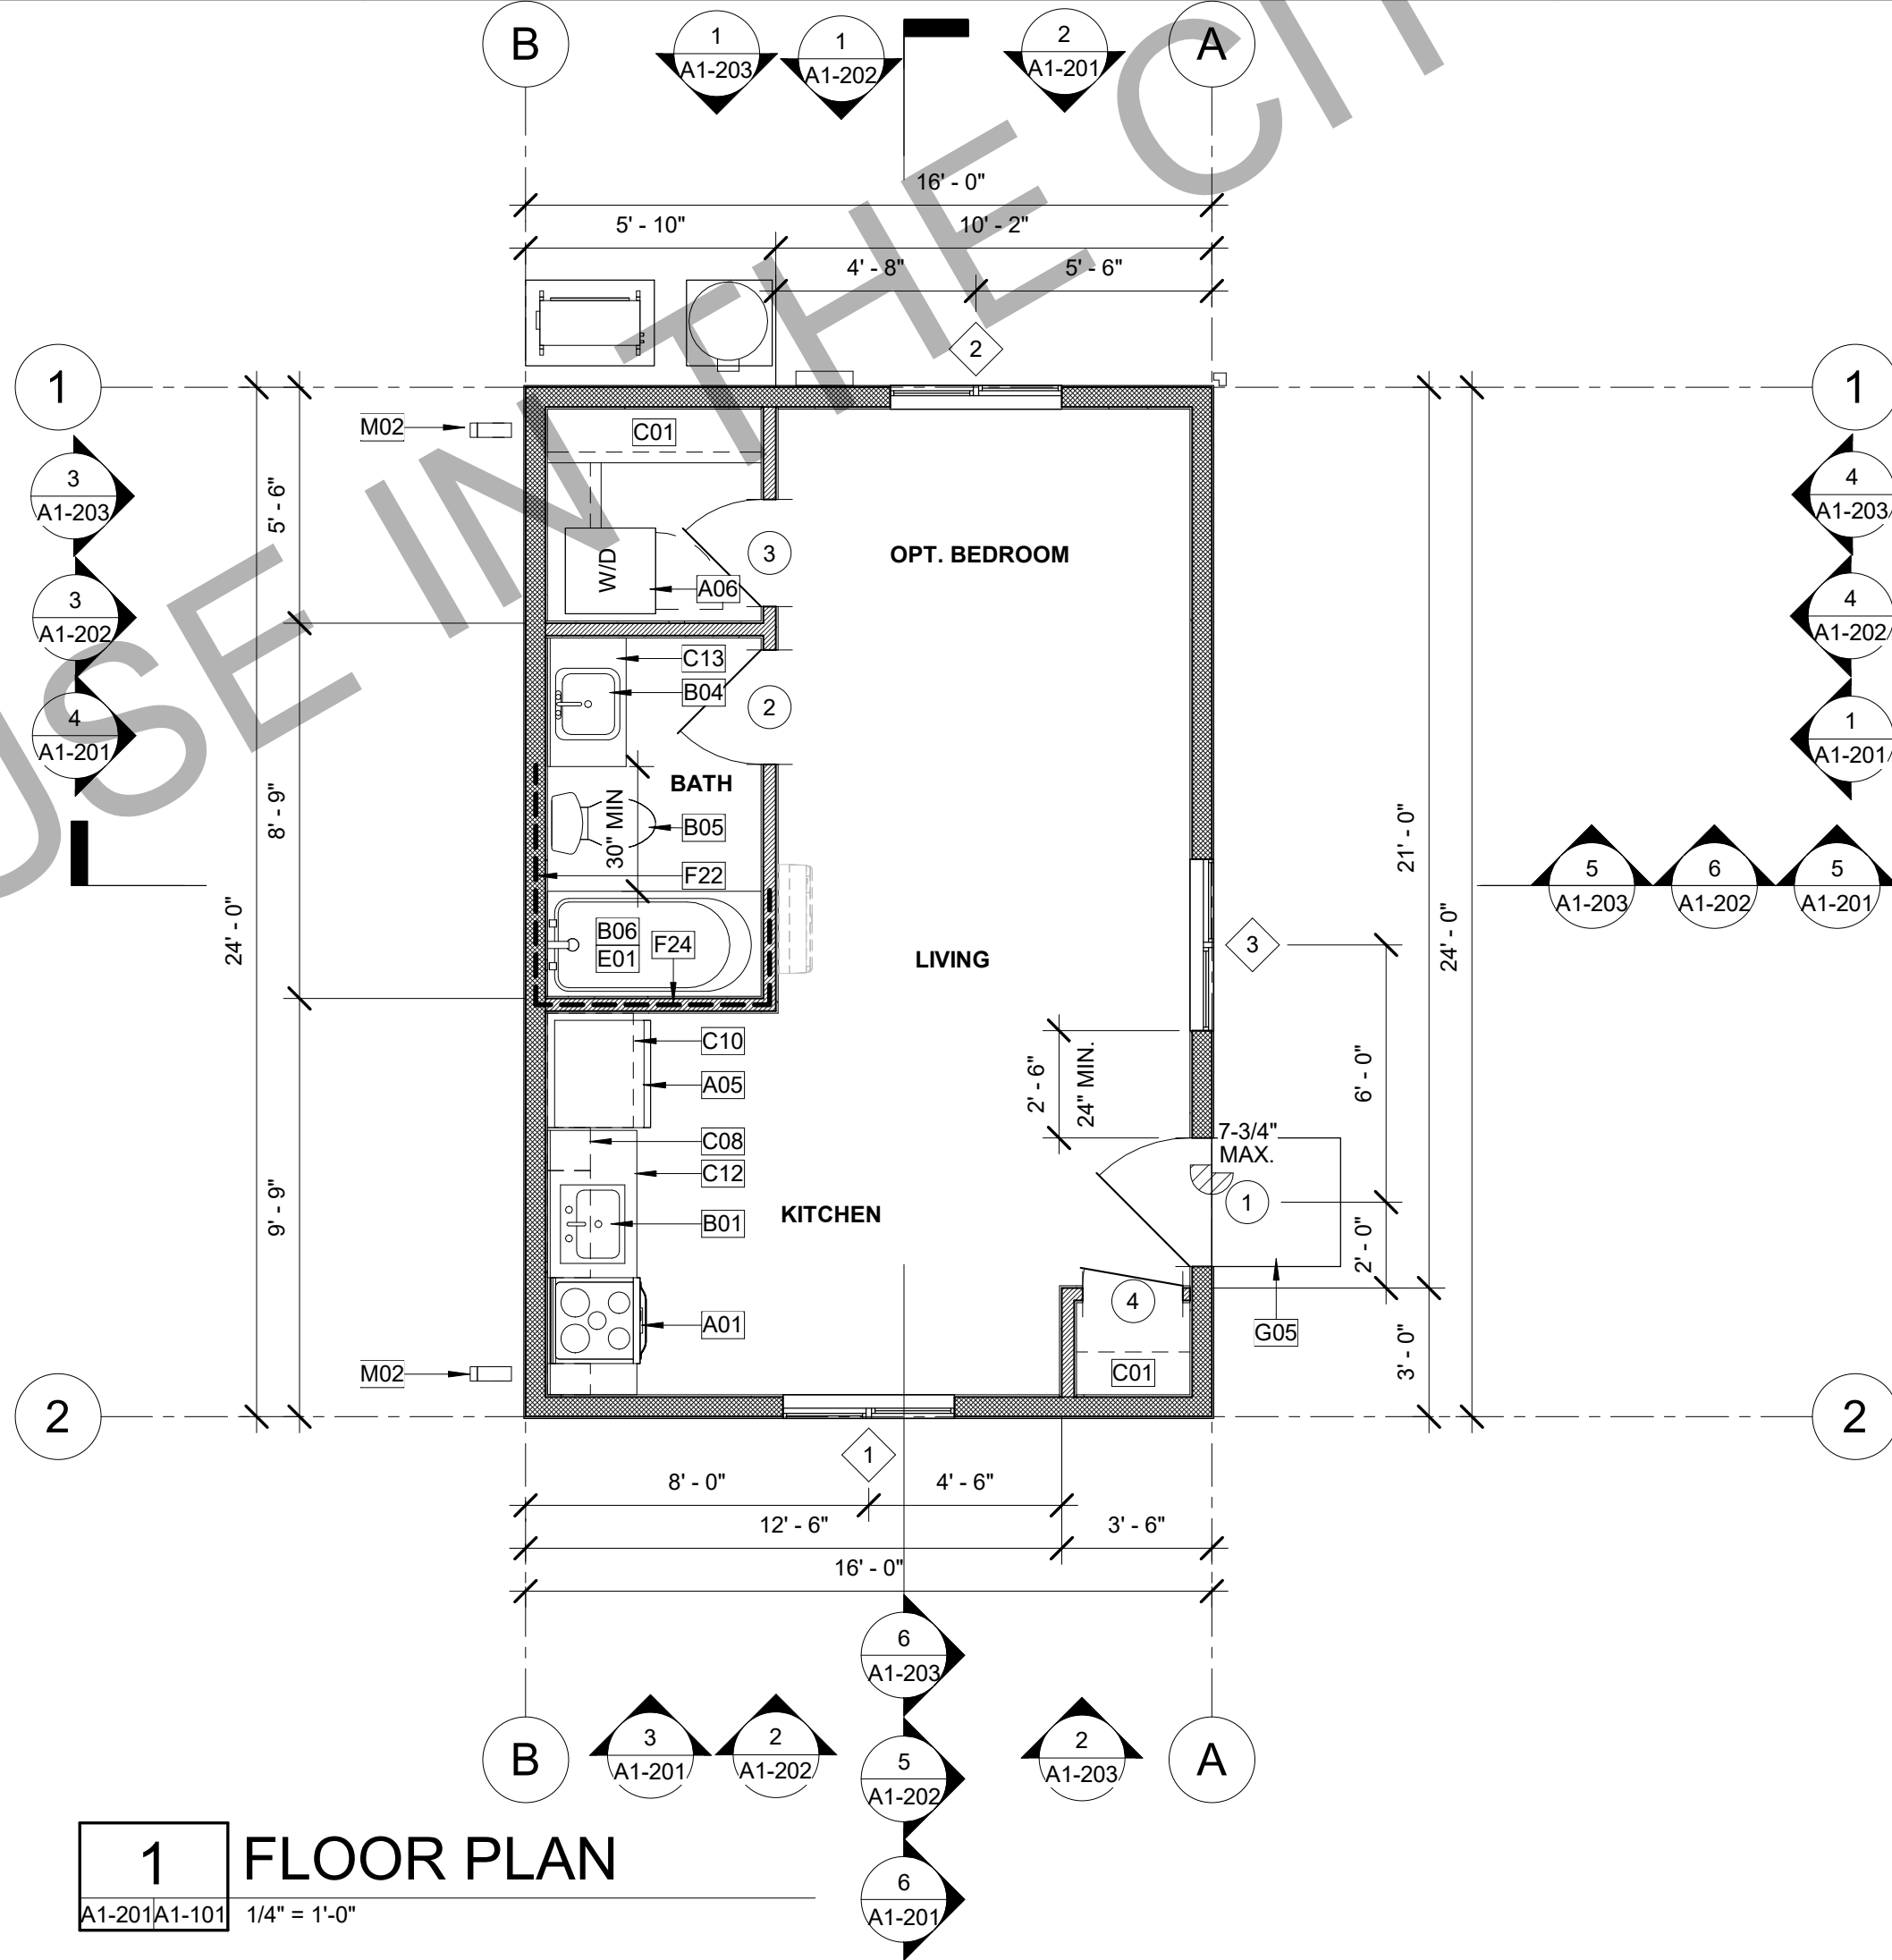 B
1
A1-203
1
A1-202
2
A1-201
A
16' - 0"
5' - 10"
10' - 2"
4' - 8"
5' - 6"
2
1
1
M02
C01
3
A1-203
4
A1-203
5' - 6"
W/D
3
OPT. BEDROOM
A06
3
A1-202
4
A1-202
C13
B04
2
4
A1-201
1
A1-201
BATH
8' - 9"
30" MIN
B05
F22
21' - 0"
5
A1-203
6
A1-202
5
A1-201
24' - 0"
B06
E01
F24
LIVING
3
24' - 0"
C10
A05
2' - 6"
24" MIN.
6' - 0"
C08
C12
7-3/4"
MAX.
9' - 9"
B01
KITCHEN
1
2' - 0"
4
A01
G05
M02
C01
3' - 0"
2
2
1
8' - 0"
4' - 6"
12' - 6"
3' - 6"
16' - 0"
6
A1-203
B
3
A1-201
2
A1-202
5
A1-202
2
A1-203
A
6
A1-201
1
FLOOR PLAN
A1-201
A1-101
1/4" = 1'-0"
USE IN THE CIT